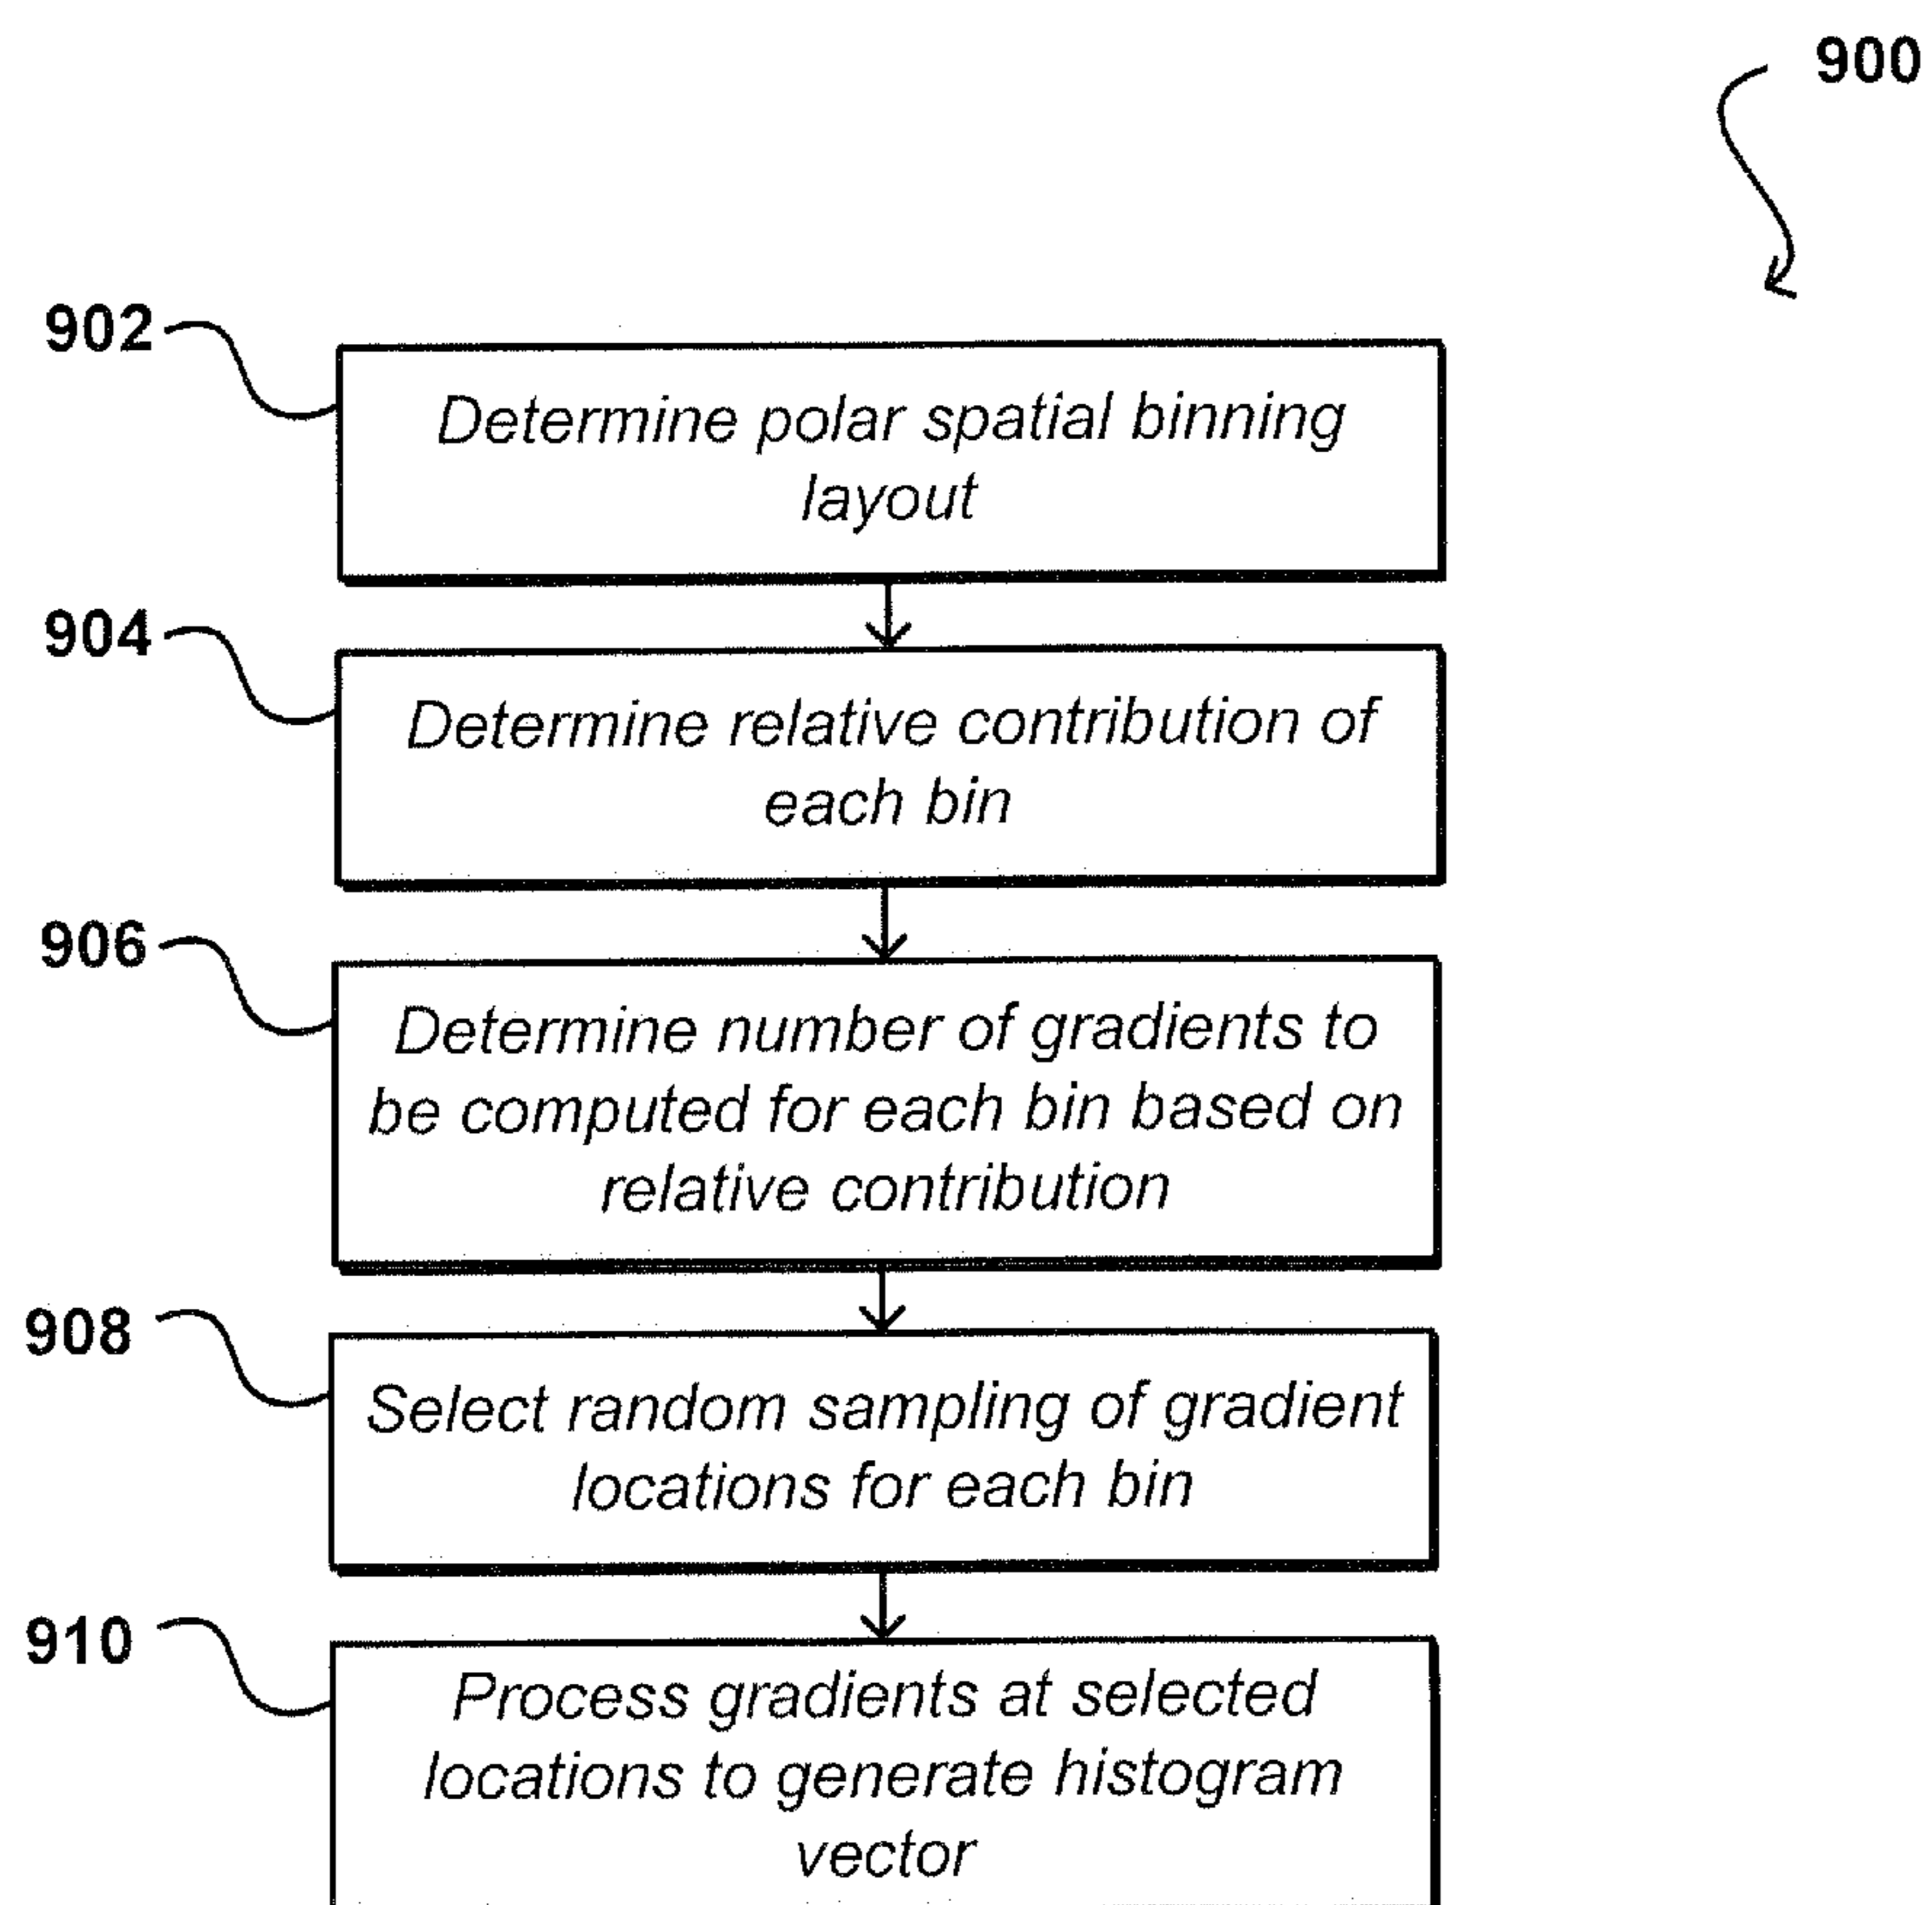 900
902
Determine polar spatial binning
layout
904
Determine relative contribution of
each bin
906
Determine number of gradients to
be computed for each bin based on
relative contribution
908
Select random sampling of gradient
locations for each bin
910
Process gradients at selected
locations to generate histogram
vector